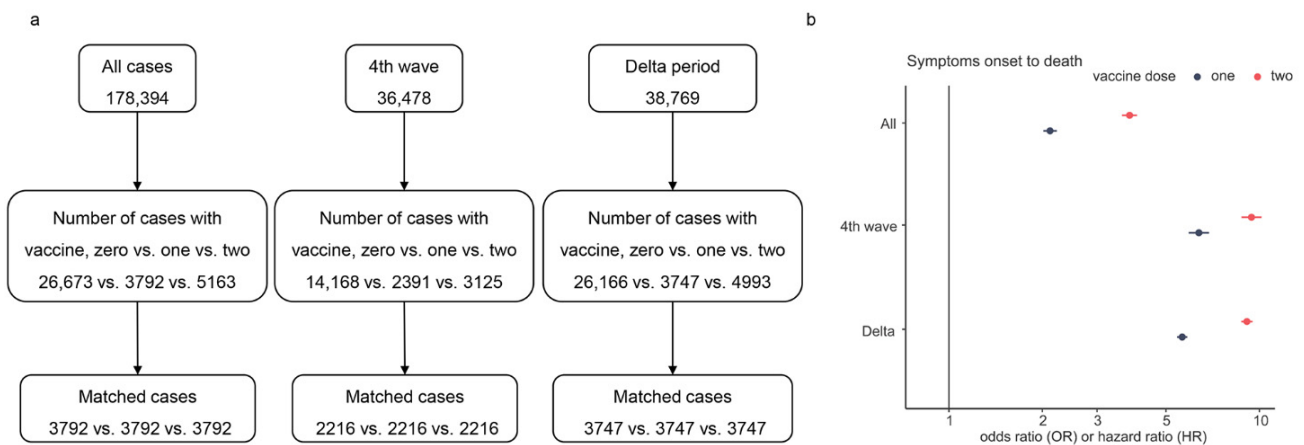 a
All cases
178,394
4th wave
36,478
Delta period
38,769
Number of cases with
vaccine, zero vs. one vs. two
26,673 vs. 3792 vs. 5163
Number of cases with
vaccine, zero vs. one vs. two
14,168 vs. 2391 vs. 3125
Number of cases with
vaccine, zero vs. one vs. two
26,166 vs. 3747 vs. 4993
Matched cases
3792 vs. 3792 vs. 3792
Matched cases
2216 vs. 2216 vs. 2216
Matched cases
3747 vs. 3747 vs. 3747
b
Symptoms onset to death
vaccine dose one two
All
4th wave
Delta
1 2 3 5 10
odds ratio (OR) or hazard ratio (HR)